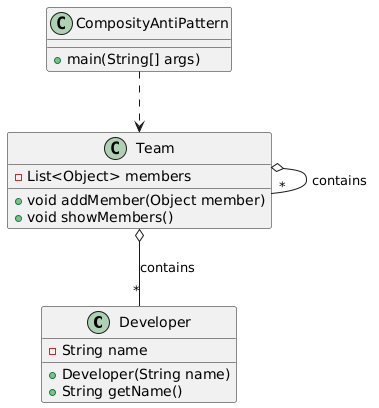 C ComposityAntiPattern
main(String[] args)
C Team
List<Object> members
void addMember(Object member)
void showMembers()
* contains
contains
*
C Developer
String name
Developer(String name)
String getName()